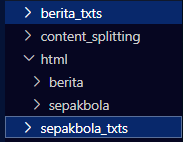 berita_txts
content_splitting
html
berita
sepakbola
sepakbola_txts